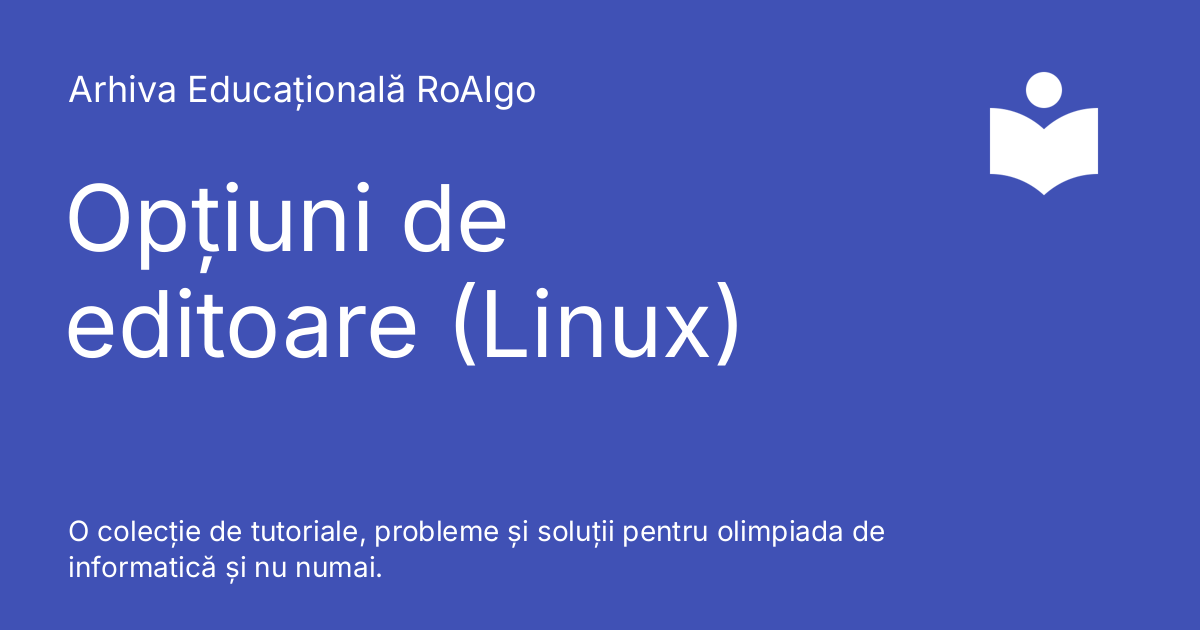 Arhiva Educațională RoAlgo
Opțiuni de
editoare (Linux)
O colecție de tutoriale, probleme și soluții pentru olimpiada de
informatică și nu numai.